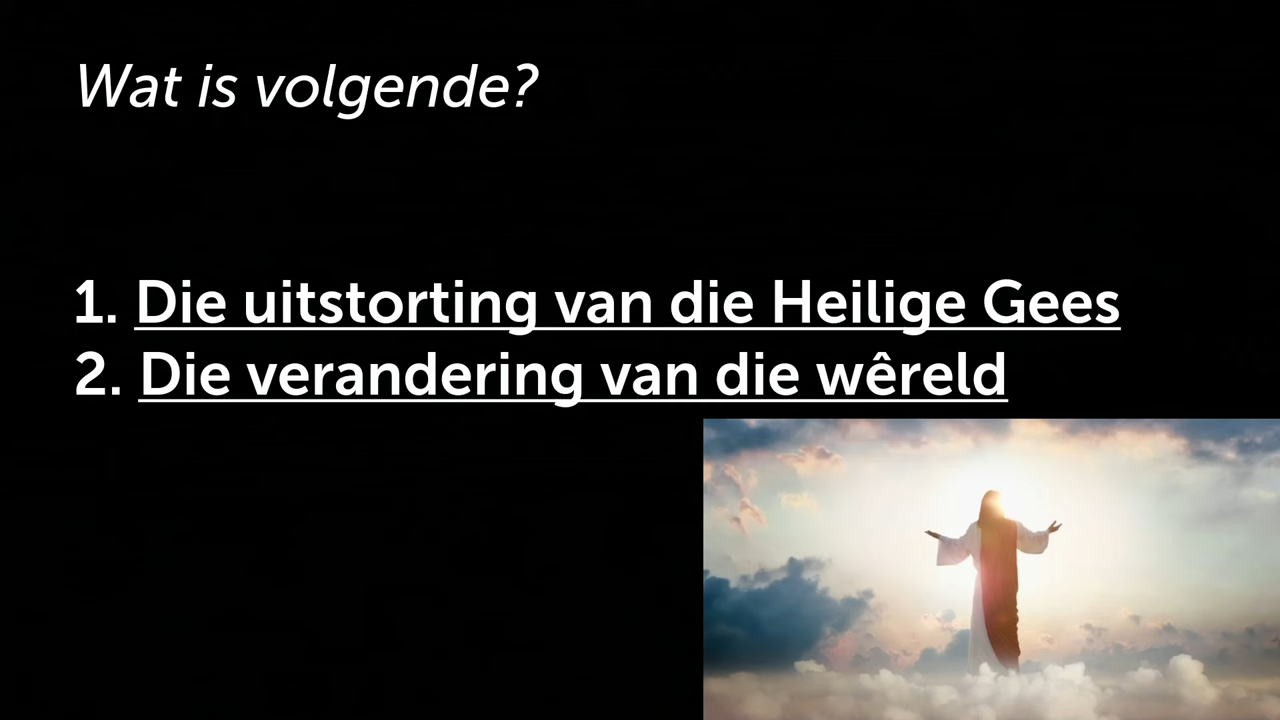 Wat is volgende?
1. Die uitstorting van die Heilige Gees
2. Die verandering van die wêreld